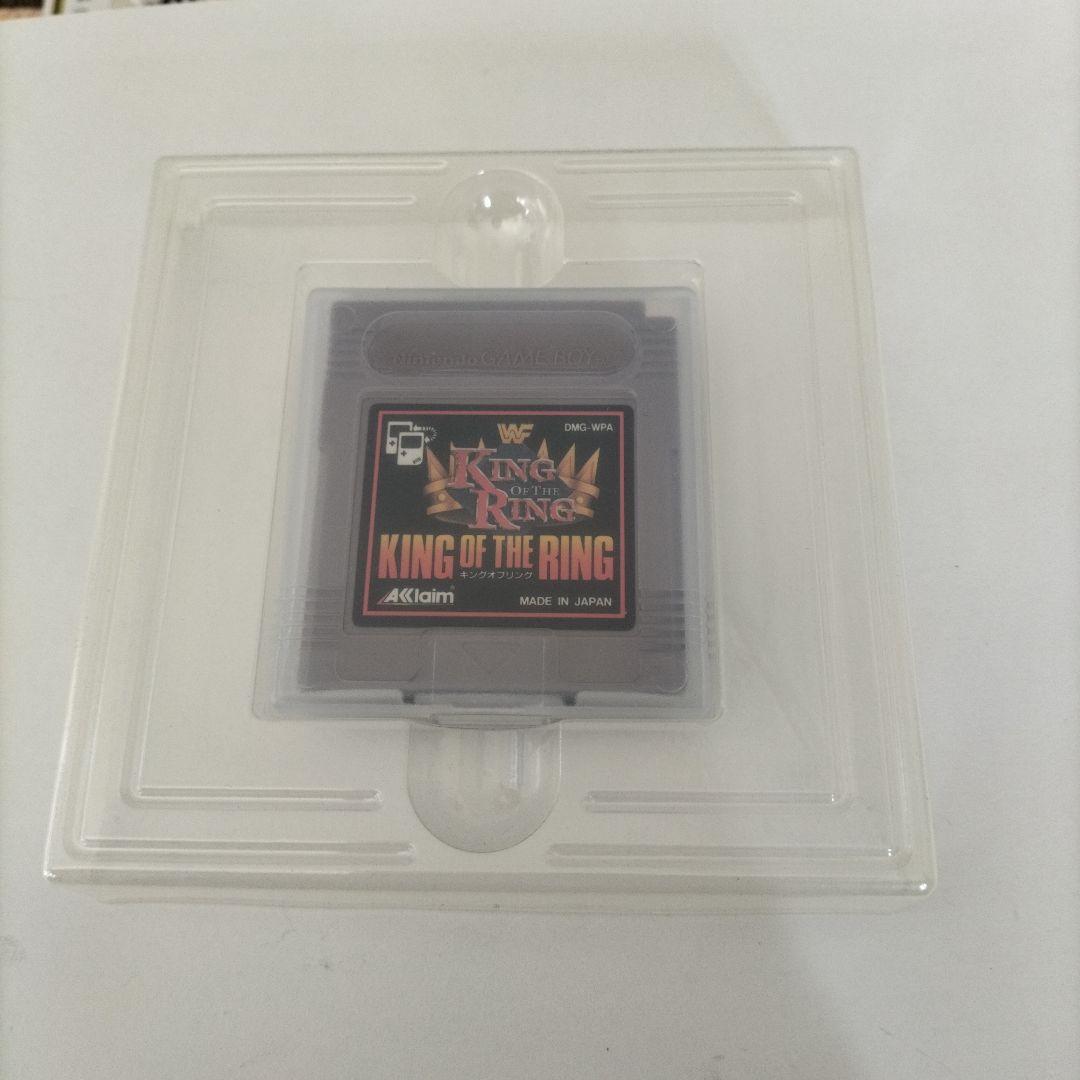 Nintendo GAME BOY
WF
DMG-WPA
KING
OF THE
RING
KING OF THE RING
キングオブリング
AKlaim
MADE IN JAPAN